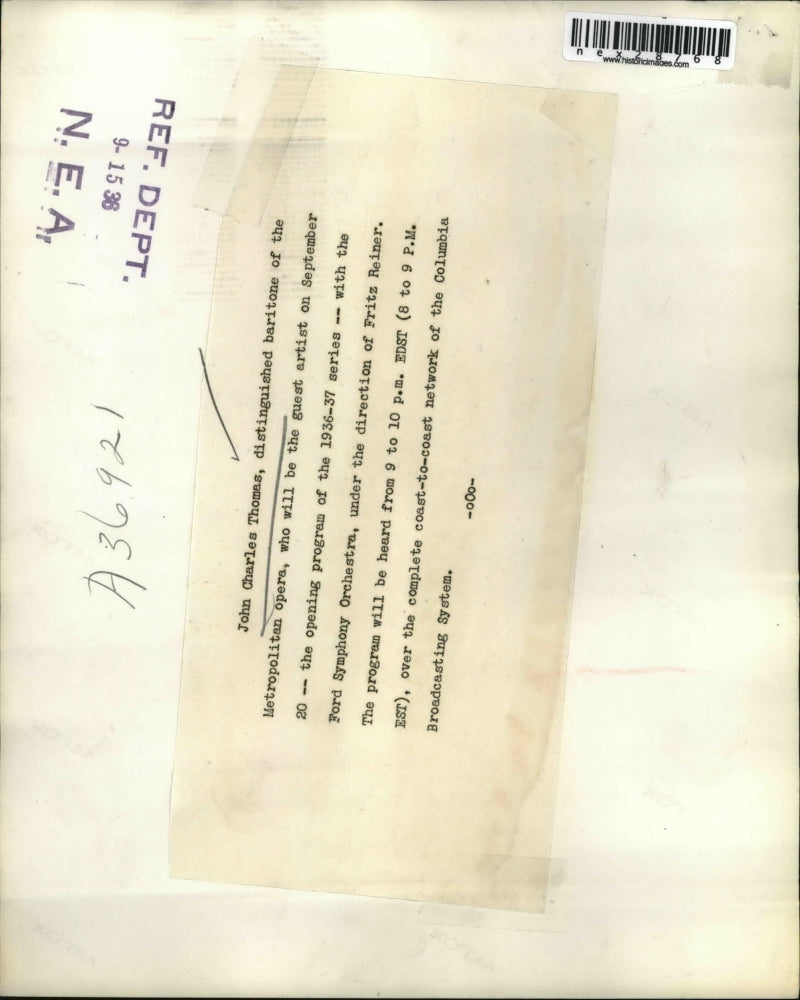 nex28768
www.historicimages.com
REF. DEPT.
9-15 36
N. E. A.
A36921
John Charles Thomas, distinguished baritone of the
Metropolitan opera, who will be the guest artist on September
20 -- the opening program of the 1936-37 series -- with the
Ford Symphony Orchestra, under the direction of Fritz Reiner.
The program will be heard from 9 to 10 p.m. EDST (8 to 9 P.M.
EST), over the complete coast-to-coast network of the Columbia
Broadcasting System.
-oOo-